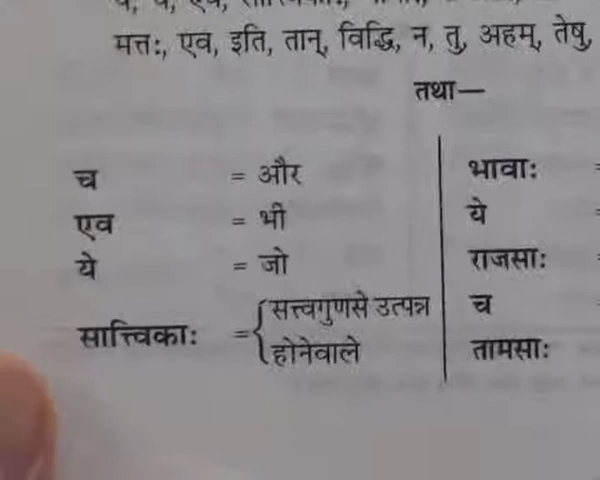 मत्तः, एव, इति, तान्, विद्धि, न, तु, अहम्, तेषु,
तथा—
च = और
एव = भी
ये = जो
सात्त्विकाः = सत्त्वगुणसे उत्पन्न
होनेवाले
भावाः =
ये =
राजसाः =
च
तामसाः